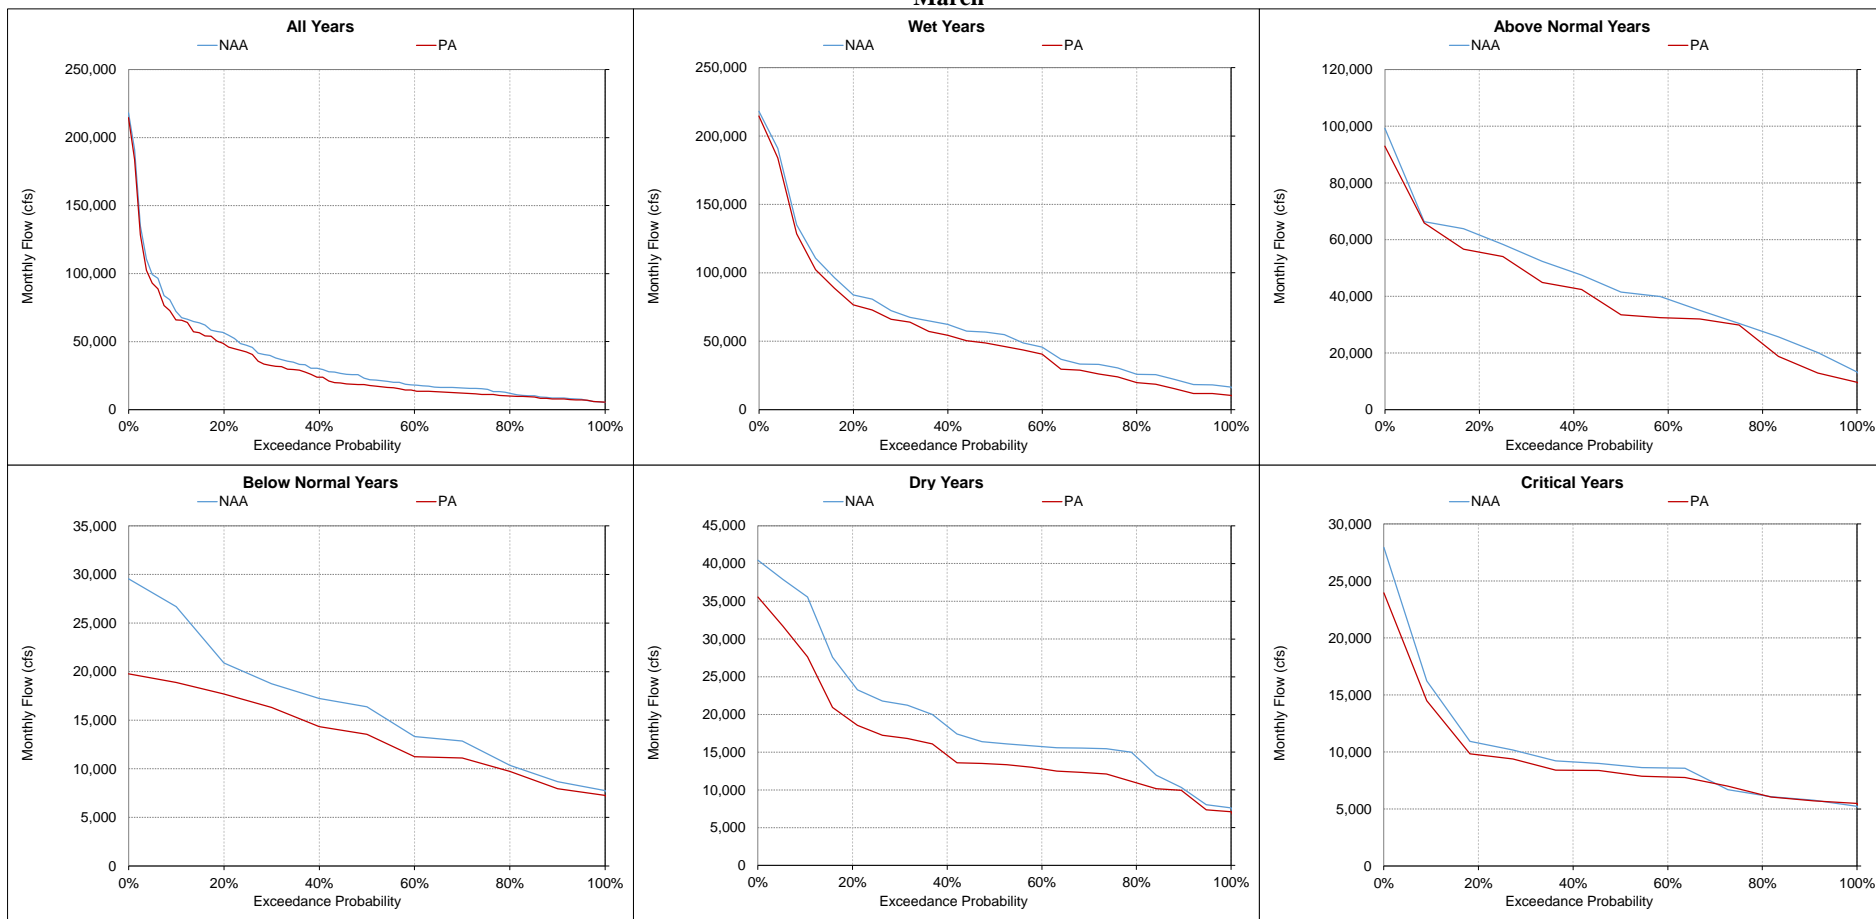 March
All Years
NAA PA
250,000
200,000
150,000
100,000
50,000
0
Monthly Flow (cfs)
0% 20% 40% 60% 80% 100%
Exceedance Probability
Wet Years
NAA PA
250,000
200,000
150,000
100,000
50,000
0
Monthly Flow (cfs)
0% 20% 40% 60% 80% 100%
Exceedance Probability
Above Normal Years
NAA PA
120,000
100,000
80,000
60,000
40,000
20,000
0
Monthly Flow (cfs)
0% 20% 40% 60% 80% 100%
Exceedance Probability
Below Normal Years
NAA PA
35,000
30,000
25,000
20,000
15,000
10,000
5,000
0
Monthly Flow (cfs)
0% 20% 40% 60% 80% 100%
Exceedance Probability
Dry Years
NAA PA
45,000
40,000
35,000
30,000
25,000
20,000
15,000
10,000
5,000
0
Monthly Flow (cfs)
0% 20% 40% 60% 80% 100%
Exceedance Probability
Critical Years
NAA PA
30,000
25,000
20,000
15,000
10,000
5,000
0
Monthly Flow (cfs)
0% 20% 40% 60% 80% 100%
Exceedance Probability